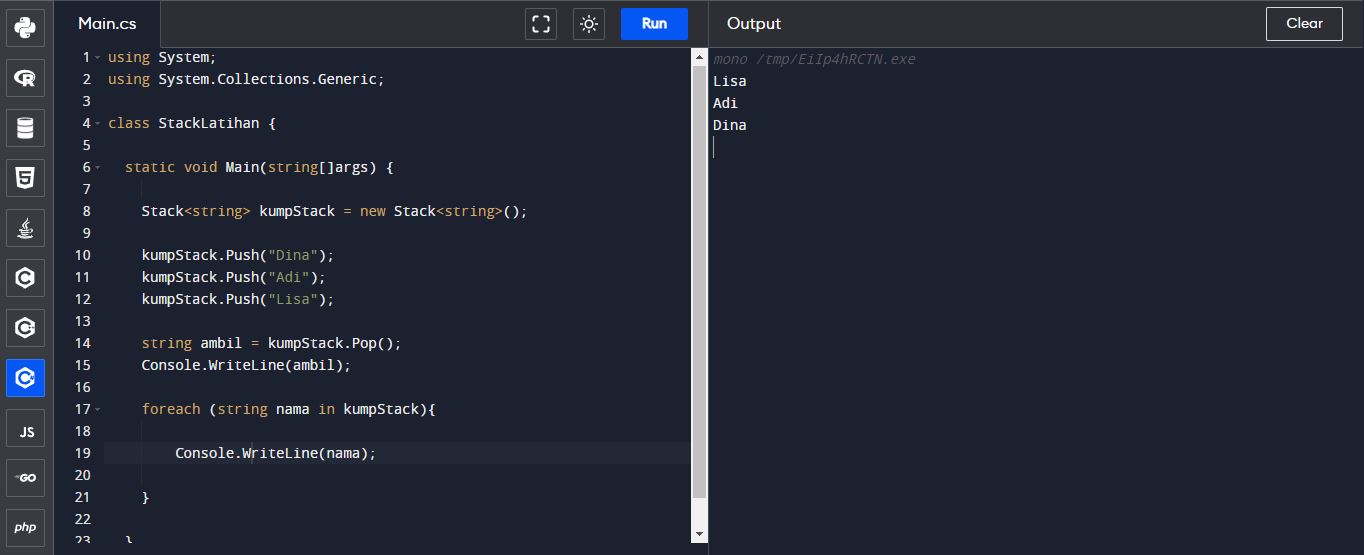 Main.cs
Run
Output
Clear
1 using System;
2 using System.Collections.Generic;
3
4 class StackLatihan {
5
6 static void Main(string[]args) {
7
8 Stack<string> kumpStack = new Stack<string>();
9
10 kumpStack.Push("Dina");
11 kumpStack.Push("Adi");
12 kumpStack.Push("Lisa");
13
14 string ambil = kumpStack.Pop();
15 Console.WriteLine(ambil);
16
17 foreach (string nama in kumpStack){
18
19 Console.WriteLine(nama);
20
21 }
22
23 }
mono /tmp/EiIp4hRCTN.exe
Lisa
Adi
Dina
R
5
C
C
C
JS
GO
php